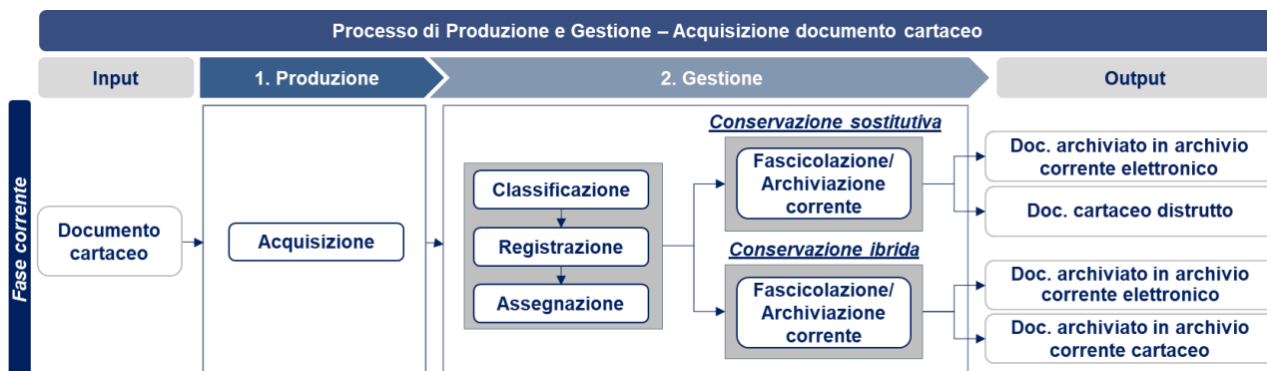 Processo di Produzione e Gestione – Acquisizione documento cartaceo
Input
1. Produzione
2. Gestione
Output
Fase corrente
Documento
cartaceo
Acquisizione
Classificazione
Registrazione
Assegnazione
Conservazione sostitutiva
Fascicolazione/
Archiviazione
corrente
Conservazione ibrida
Fascicolazione/
Archiviazione
corrente
Doc. archiviato in archivio
corrente elettronico
Doc. cartaceo distrutto
Doc. archiviato in archivio
corrente elettronico
Doc. archiviato in archivio
corrente cartaceo